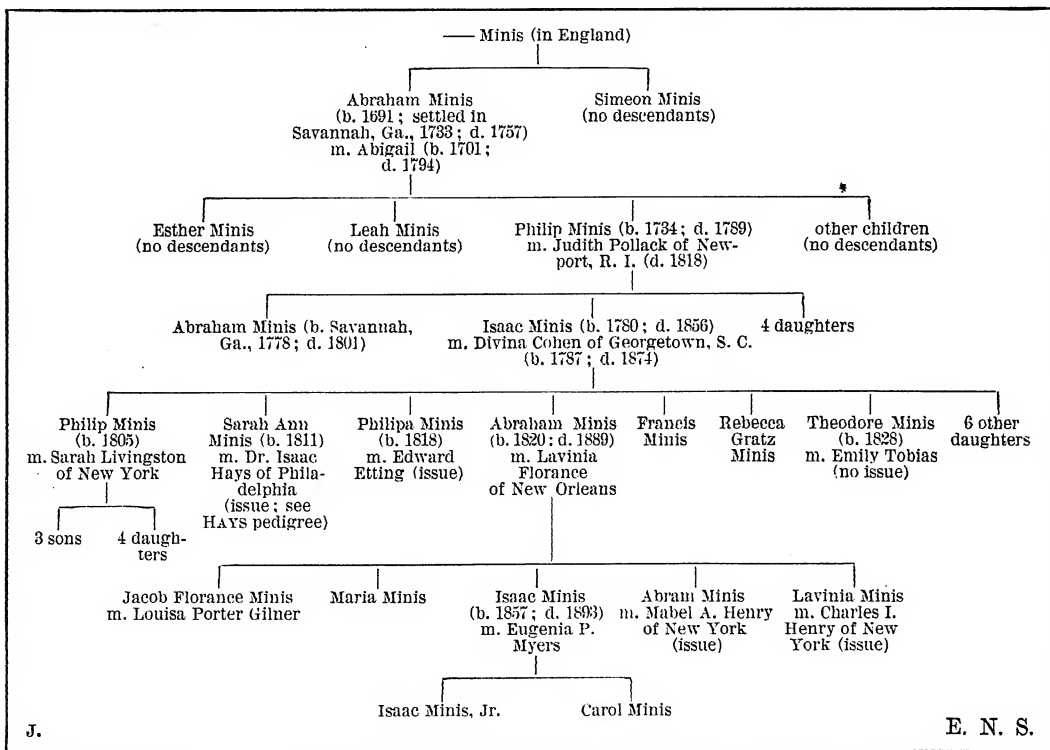 — Minis (in England)
Abraham Minis
(b. 1691; settled in
Savannah, Ga., 1733; d. 1757)
m. Abigail (b. 1701;
d. 1794)
Simeon Minis
(no descendants)
Esther Minis
(no descendants)
Leah Minis
(no descendants)
Philip Minis (b. 1734; d. 1789)
m. Judith Pollack of New-
port, R. I. (d. 1818)
other children
(no descendants)
Abraham Minis (b. Savannah,
Ga., 1778; d. 1801)
Isaac Minis (b. 1780; d. 1856)
m. Divina Cohen of Georgetown, S. C.
(b. 1787; d. 1874)
4 daughters
Philip Minis
(b. 1805)
m. Sarah Livingston
of New York
Sarah Ann
Minis (b. 1811)
m. Dr. Isaac
Hays of Phila-
delphia
(issue; see
HAYS pedigree)
Philipa Minis
(b. 1818)
m. Edward
Etting (issue)
Abraham Minis
(b. 1820; d. 1889)
m. Lavinia
Florance
of New Orleans
Francis
Minis
Rebecca
Gratz
Minis
Theodore Minis
(b. 1828)
m. Emily Tobias
(no issue)
6 other
daughters
3 sons
4 daugh-
ters
Jacob Florance Minis
m. Louisa Porter Gilner
Maria Minis
Isaac Minis
(b. 1857; d. 1893)
m. Eugenia P.
Myers
Abram Minis
m. Mabel A. Henry
of New York
(issue)
Lavinia Minis
m. Charles I.
Henry of New
York (issue)
Isaac Minis, Jr.
Carol Minis
J.
E. N. S.